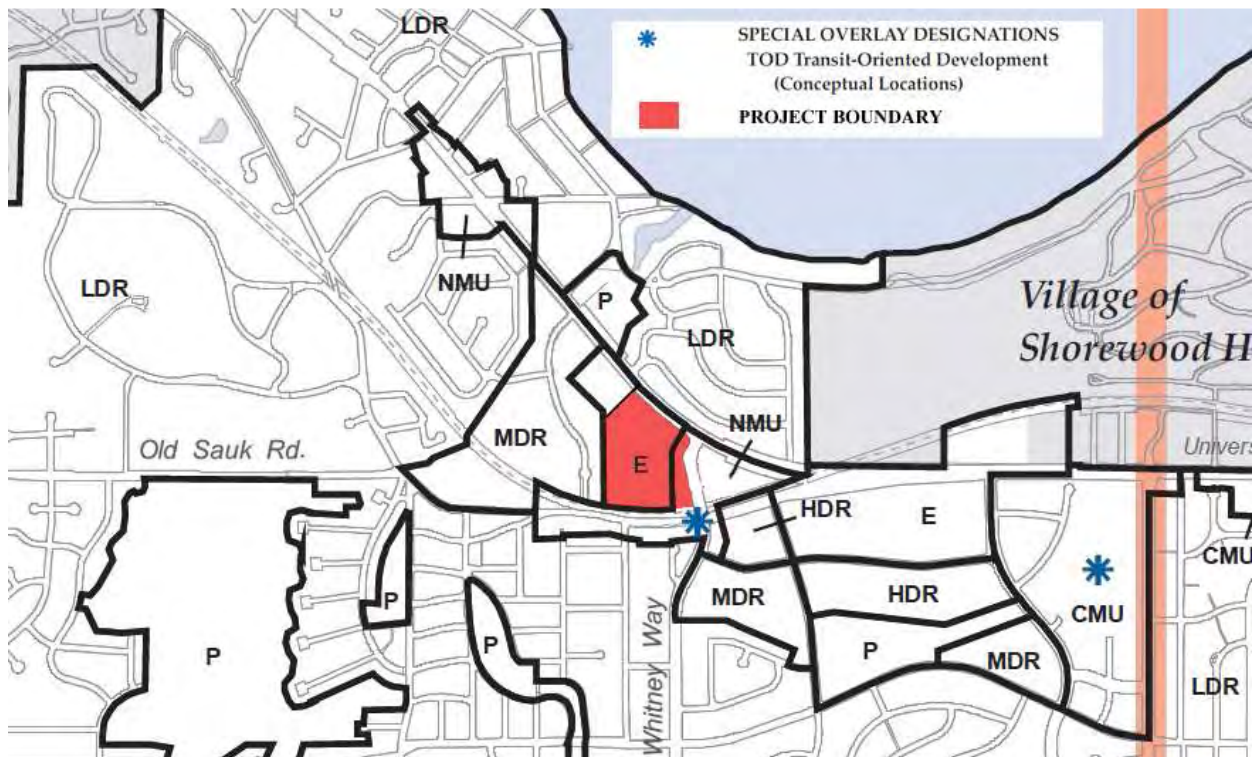 LDR
SPECIAL OVERLAY DESIGNATIONS
TOD Transit-Oriented Development
(Conceptual Locations)
PROJECT BOUNDARY
LDR
NMU
P
LDR
Village of
Shorewood H
NMU
MDR
Old Sauk Rd.
E
Univers
HDR
E
CMU
P
MDR
HDR
CMU
P
P
P
MDR
LDR
Whitney Way